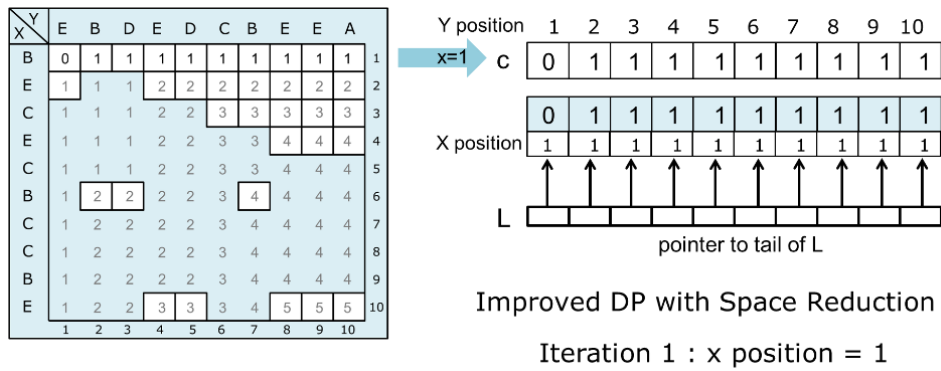 Y
X
E B D E D C B E E A
B 0 1 1 1 1 1 1 1 1 1 1
E 1 1 1 2 2 2 2 2 2 2 2
C 1 1 1 2 2 3 3 3 3 3 3
E 1 1 1 2 2 3 3 4 4 4 4
C 1 1 1 2 2 3 3 4 4 4 5
B 1 2 2 2 2 3 4 4 4 4 6
C 1 2 2 2 2 3 4 4 4 4 7
C 1 2 2 2 2 3 4 4 4 4 8
B 1 2 2 2 2 3 4 4 4 4 9
E 1 2 2 3 3 3 4 5 5 5 10
1 2 3 4 5 6 7 8 9 10
x=1
Y position 1 2 3 4 5 6 7 8 9 10
C 0 1 1 1 1 1 1 1 1 1
0 1 1 1 1 1 1 1 1 1
X position 1 1 1 1 1 1 1 1 1 1
L
pointer to tail of L
Improved DP with Space Reduction
Iteration 1 : x position = 1